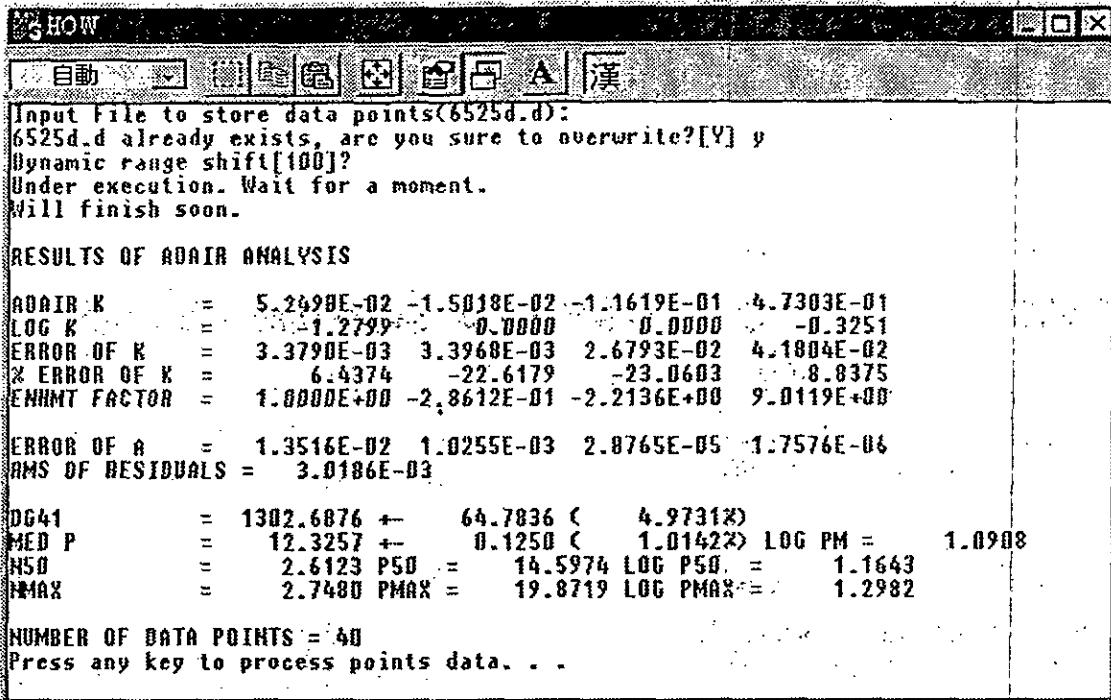 HOW
自動 A 漢
Input File to store data points(6525d.d):
6525d.d already exists, are you sure to overwrite?[Y] y
Dynamic range shift[100]?
Under execution. Wait for a moment.
Will finish soon.
RESULTS OF ADAIR ANALYSIS
ADAIR K = 5.2490E-02 -1.5018E-02 -1.1619E-01 4.7303E-01
LOG K = -1.2799 0.0000 0.0000 -0.3251
ERROR OF K = 3.3790E-03 3.3968E-03 2.6793E-02 4.1804E-02
% ERROR OF K = 6.4374 -22.6179 -23.0603 8.8375
ENHMT FACTOR = 1.0000E+00 -2.8612E-01 -2.2136E+00 9.0119E+00
ERROR OF A = 1.3516E-02 1.0255E-03 2.8765E-05 1.7576E-06
RMS OF RESIDUALS = 3.0186E-03
DG41 = 1302.6876 +- 64.7836 ( 4.9731%)
MED P = 12.3257 +- 0.1250 ( 1.0142%) LOG PM = 1.0908
N50 = 2.6123 P50 = 14.5974 LOG P50 = 1.1643
NMAX = 2.7480 PMAX = 19.8719 LOG PMAX = 1.2982
NUMBER OF DATA POINTS = 40
Press any key to process points data. . .